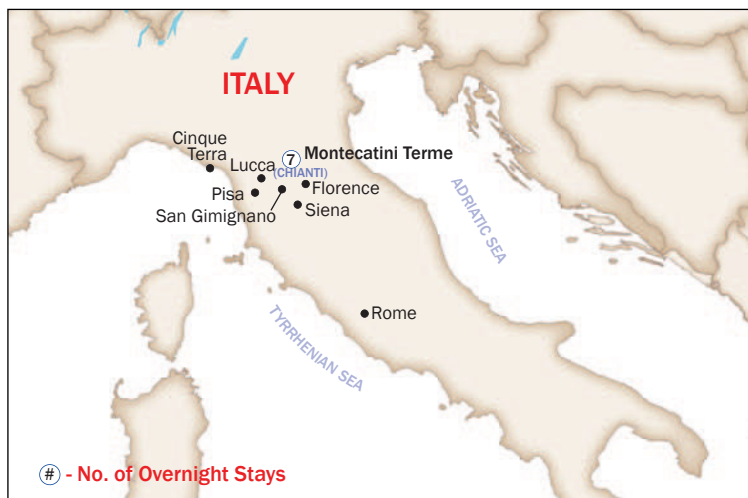 ITALY
Cinque
Terra
7
Montecatini Terme
Lucca
(CHIANTI)
Florence
Pisa
San Gimignano
Siena
ADRIATIC SEA
Rome
TYRRHENIAN SEA
# - No. of Overnight Stays